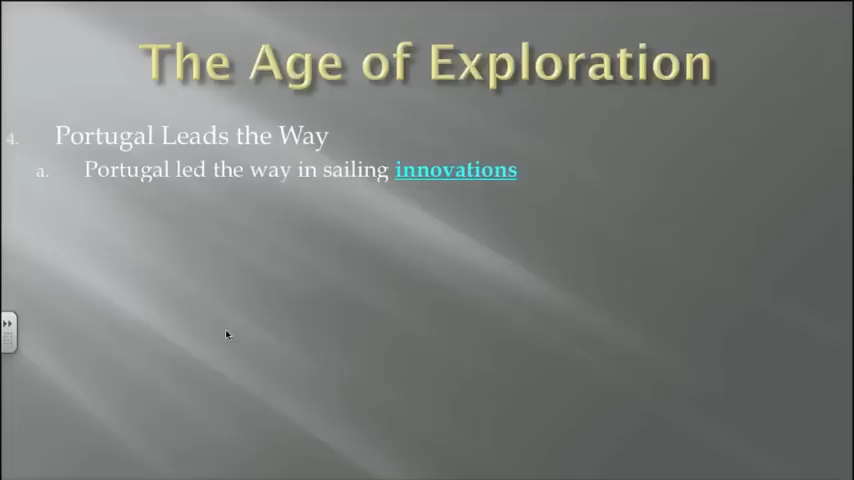 The Age of Exploration
4. Portugal Leads the Way
a. Portugal led the way in sailing innovations